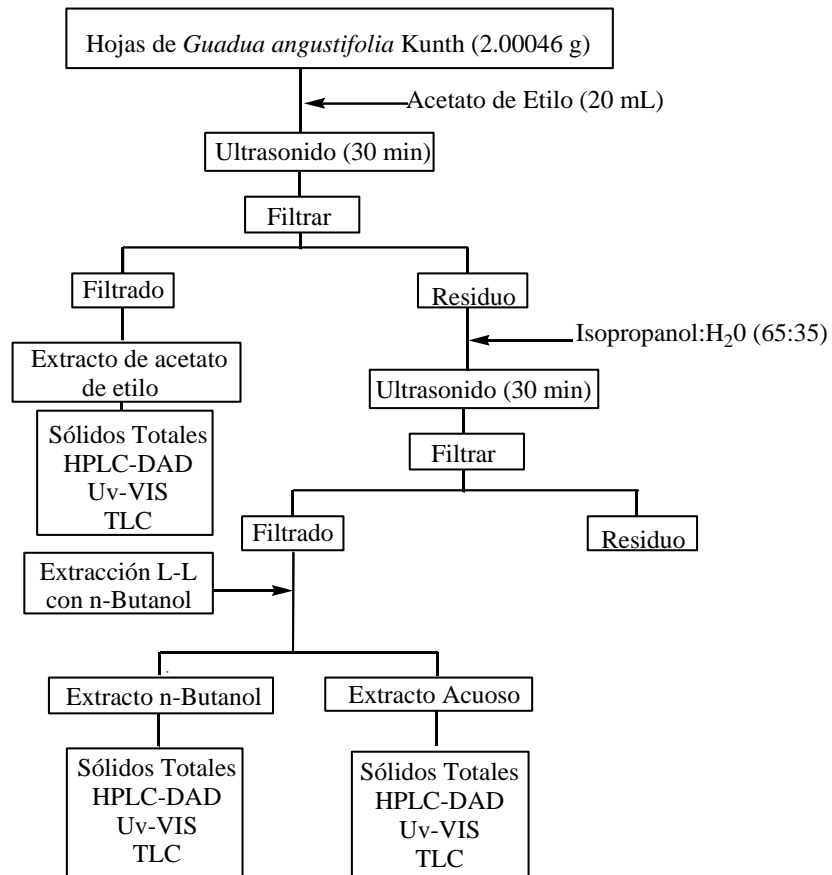 Hojas de Guadua angustifolia Kunth (2.00046 g)
Acetato de Etilo (20 mL)
Ultrasonido (30 min)
Filtrar
Filtrado
Residuo
Isopropanol:H₂0 (65:35)
Extracto de acetato
de etilo
Ultrasonido (30 min)
Sólidos Totales
HPLC-DAD
Uv-VIS
TLC
Filtrar
Filtrado
Residuo
Extracción L-L
con n-Butanol
Extracto n-Butanol
Extracto Acuoso
Sólidos Totales
HPLC-DAD
Uv-VIS
TLC
Sólidos Totales
HPLC-DAD
Uv-VIS
TLC